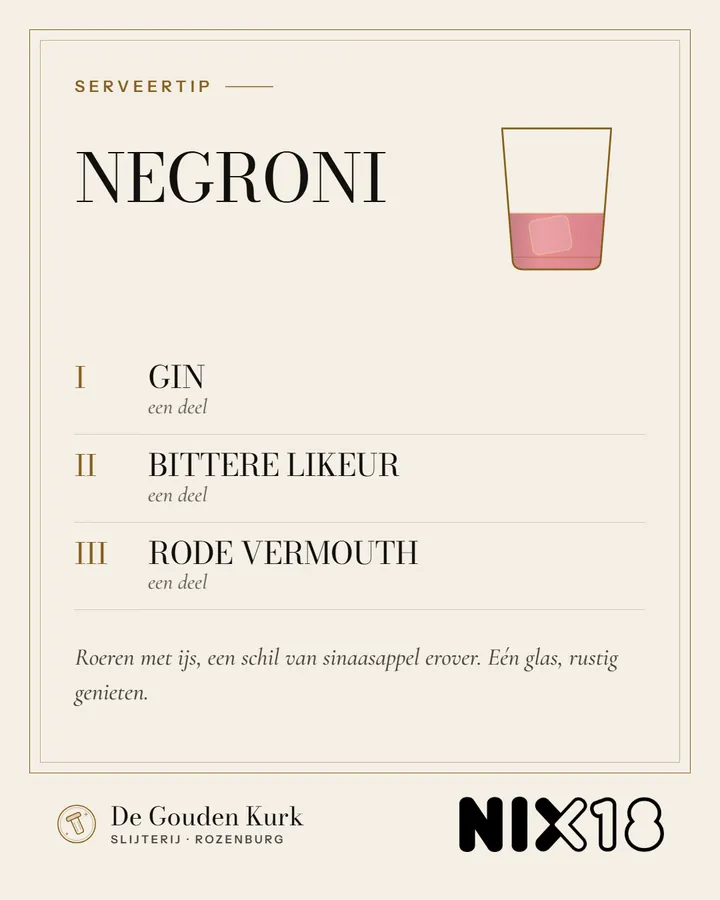 SERVEERTIP
NEGRONI
I
GIN
een deel
II
BITTERE LIKEUR
een deel
III
RODE VERMOUTH
een deel
Roeren met ijs, een schil van sinaasappel erover. Eén glas, rustig
genieten.
De Gouden Kurk
SLIJTERIJ · ROZENBURG
NIX18